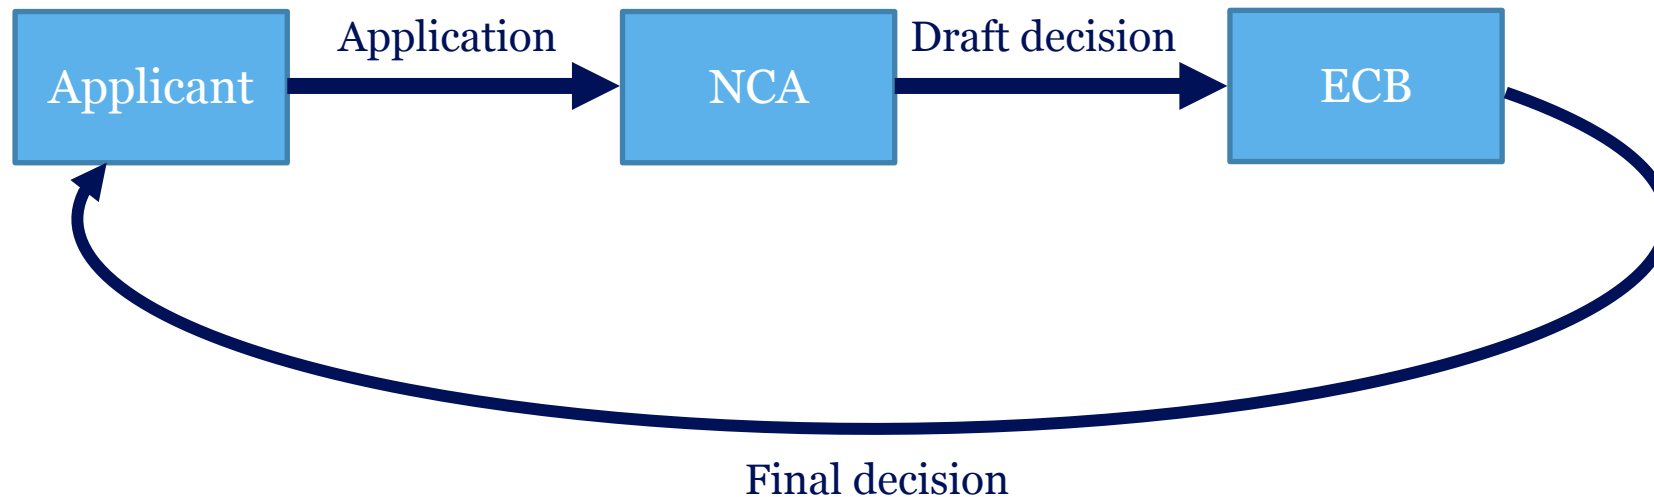 Application
Draft decision
Applicant
NCA
ECB
Final decision